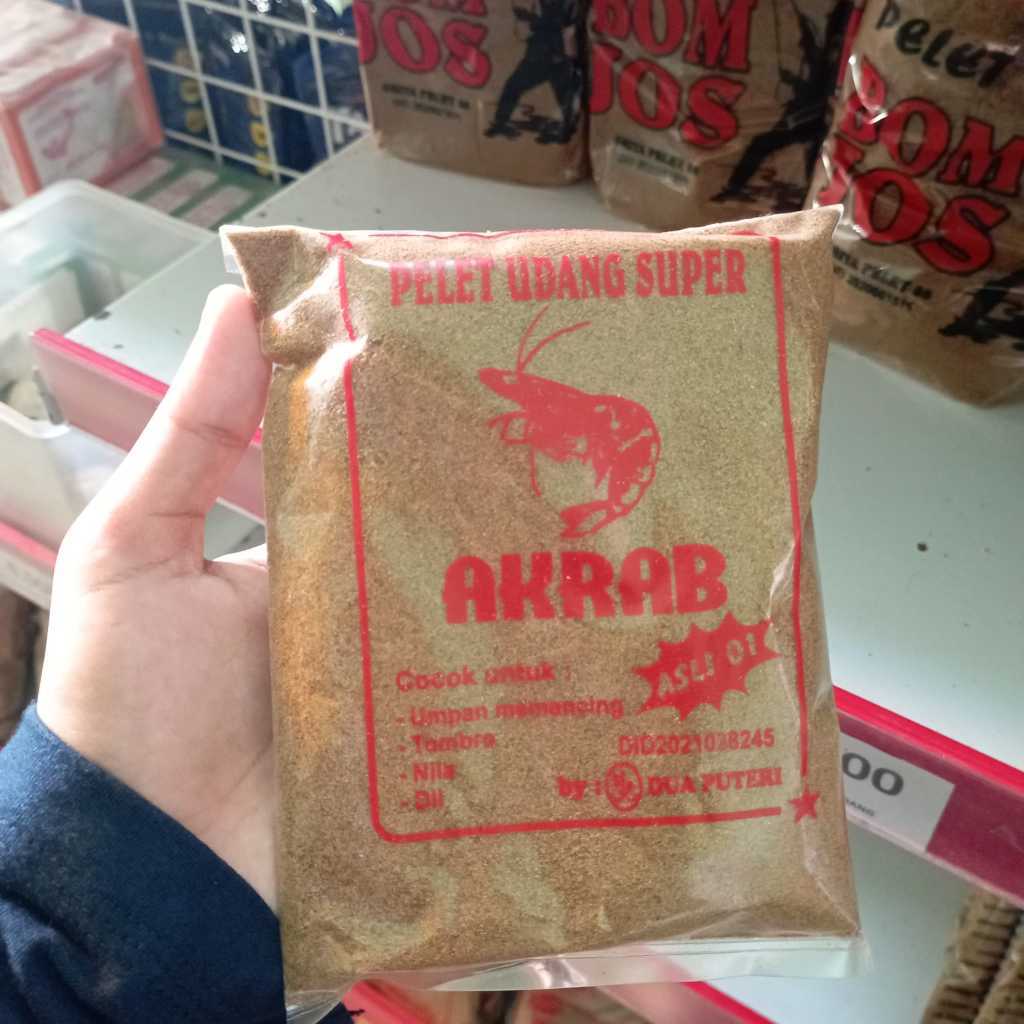 BOM
JOS
BOM
JOS
Pelet
BOM
JOS
PELET UDANG SUPER
AKRAB
ASLI 01
Cocok untuk :
- Umpan memancing
- Tombro
- Nila
- Dll
DID2021038245
by : DUA PUTERI
00